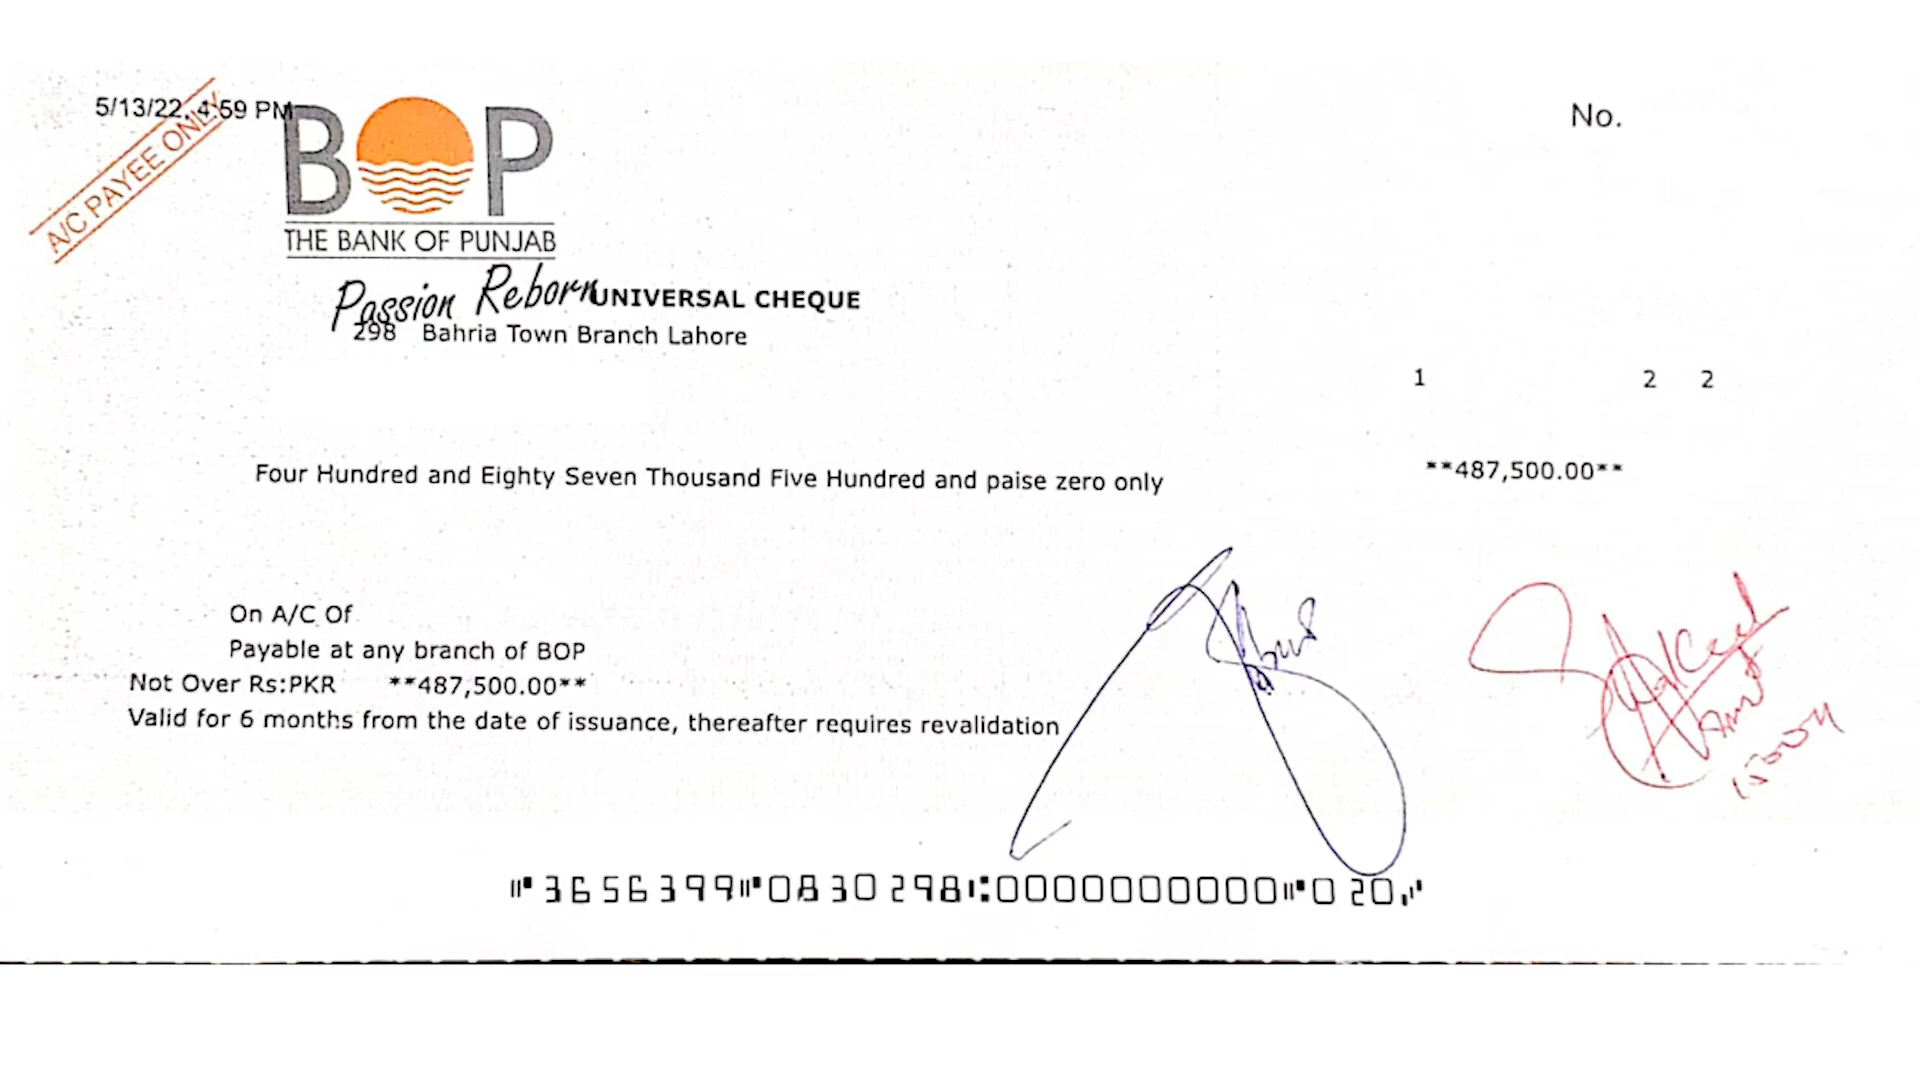 5/13/22, 4:59 PM
A/C PAYEE ONLY
BOP
No.
THE BANK OF PUNJAB
Passion Reborn
UNIVERSAL CHEQUE
298 Bahria Town Branch Lahore
1 2 2
Four Hundred and Eighty Seven Thousand Five Hundred and paise zero only
**487,500.00**
On A/C Of
Payable at any branch of BOP
Not Over Rs:PKR **487,500.00**
Valid for 6 months from the date of issuance, thereafter requires revalidation
⑈3656399⑈0830298⑆00000000000⑈020⑈